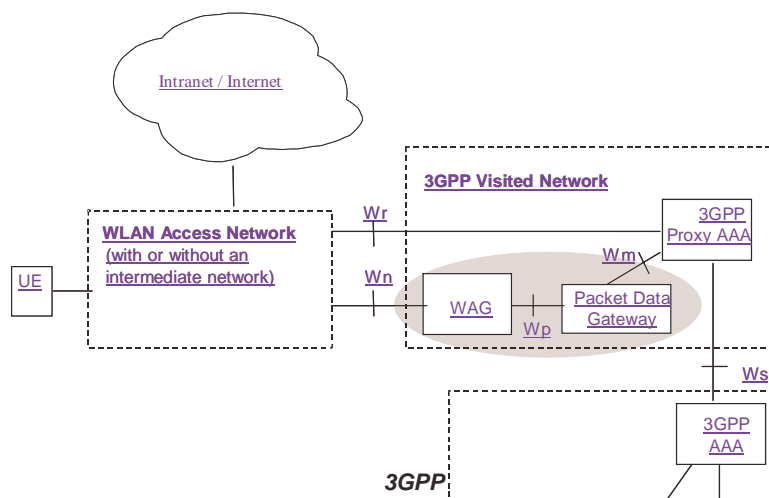 Intranet / Internet
3GPP Visited Network
Wr
3GPP
Proxy AAA
WLAN Access Network
(with or without an
intermediate network)
Wm
UE
Wn
WAG
Wp
Packet Data
Gateway
Ws
3GPP
AAA
3GPP